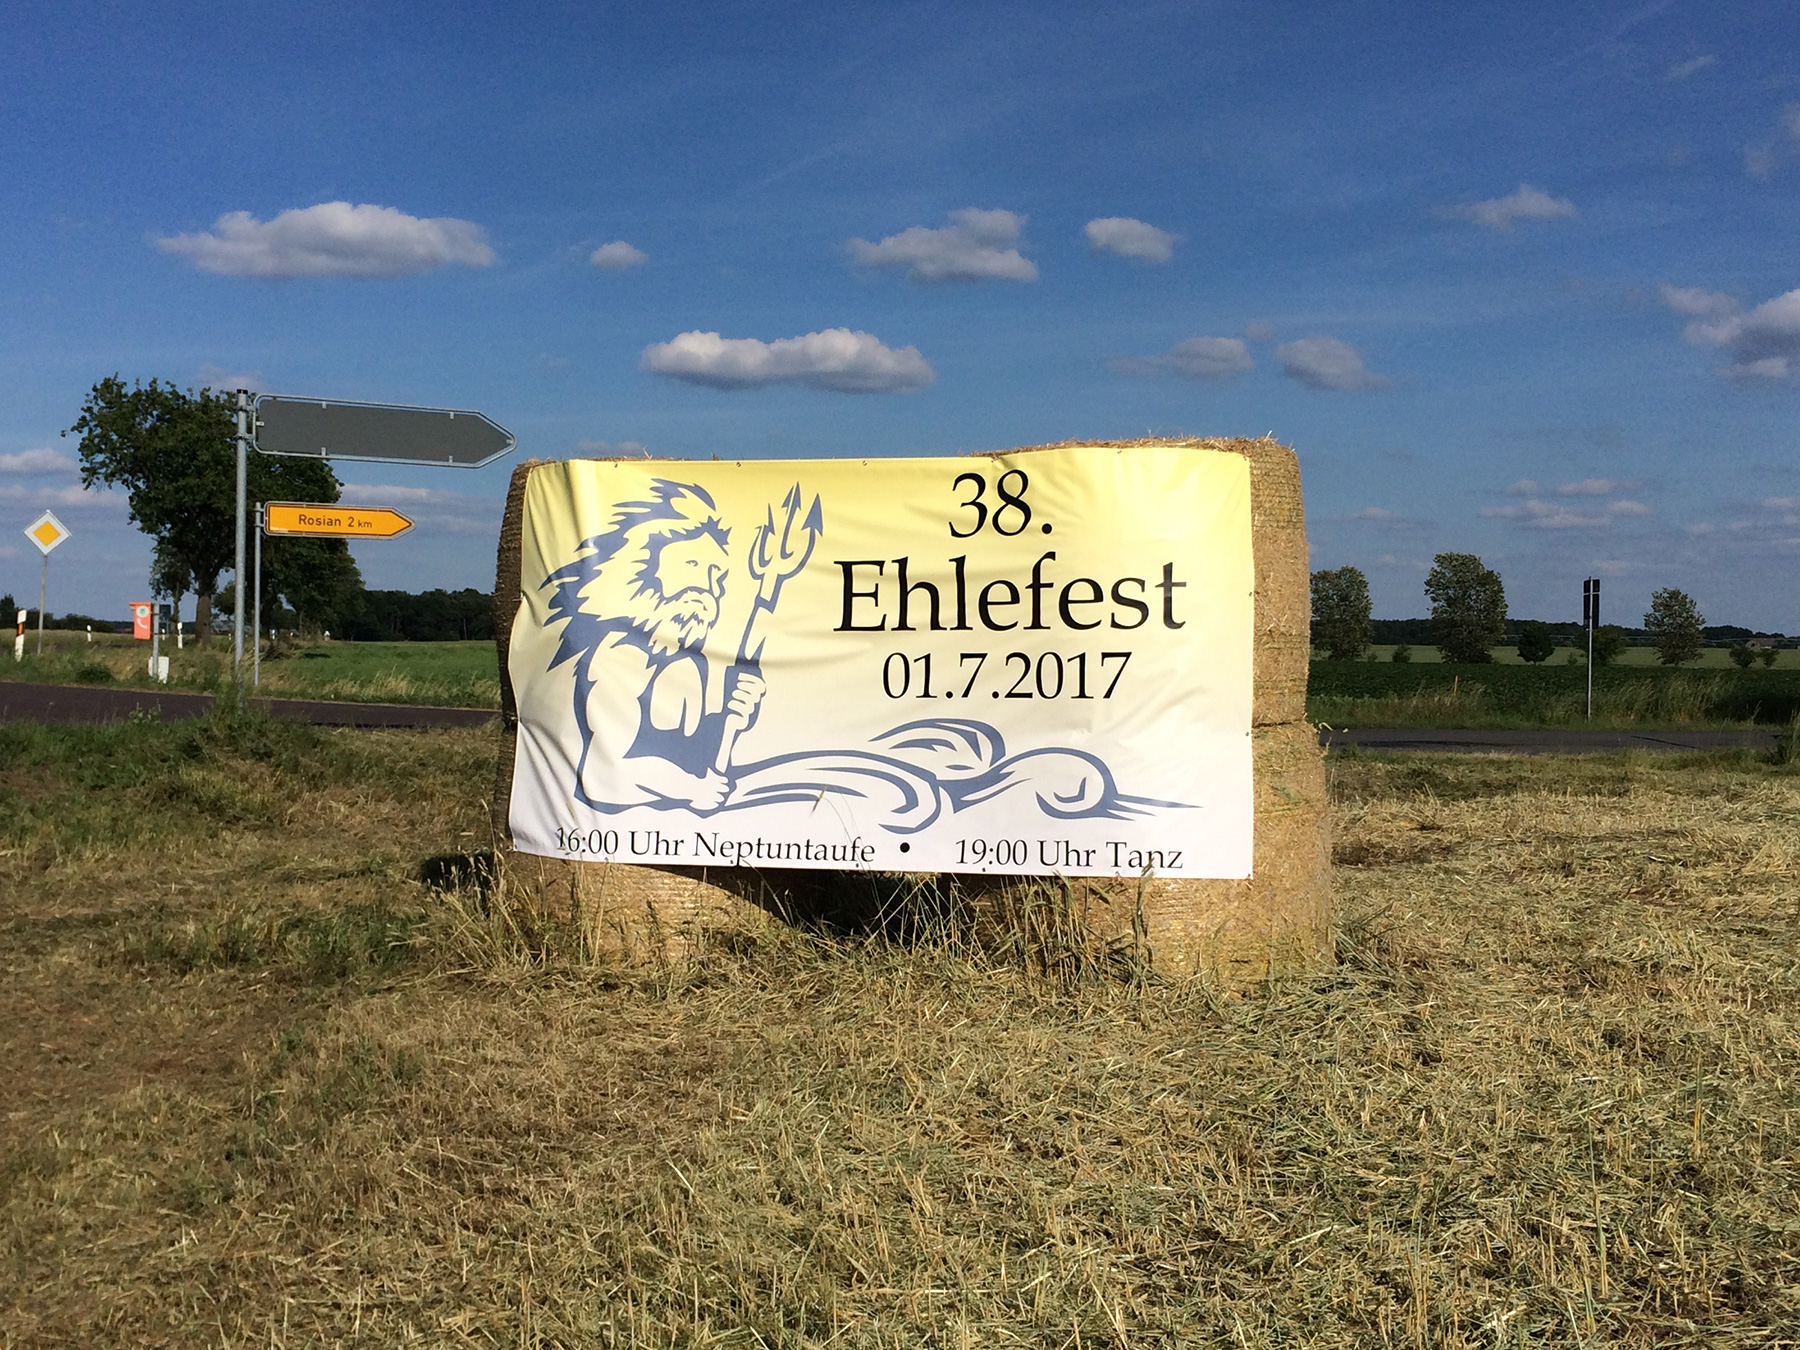 Rosian 2 km
38.
Ehlefest
01.7.2017
16:00 Uhr Neptuntaufe • 19:00 Uhr Tanz